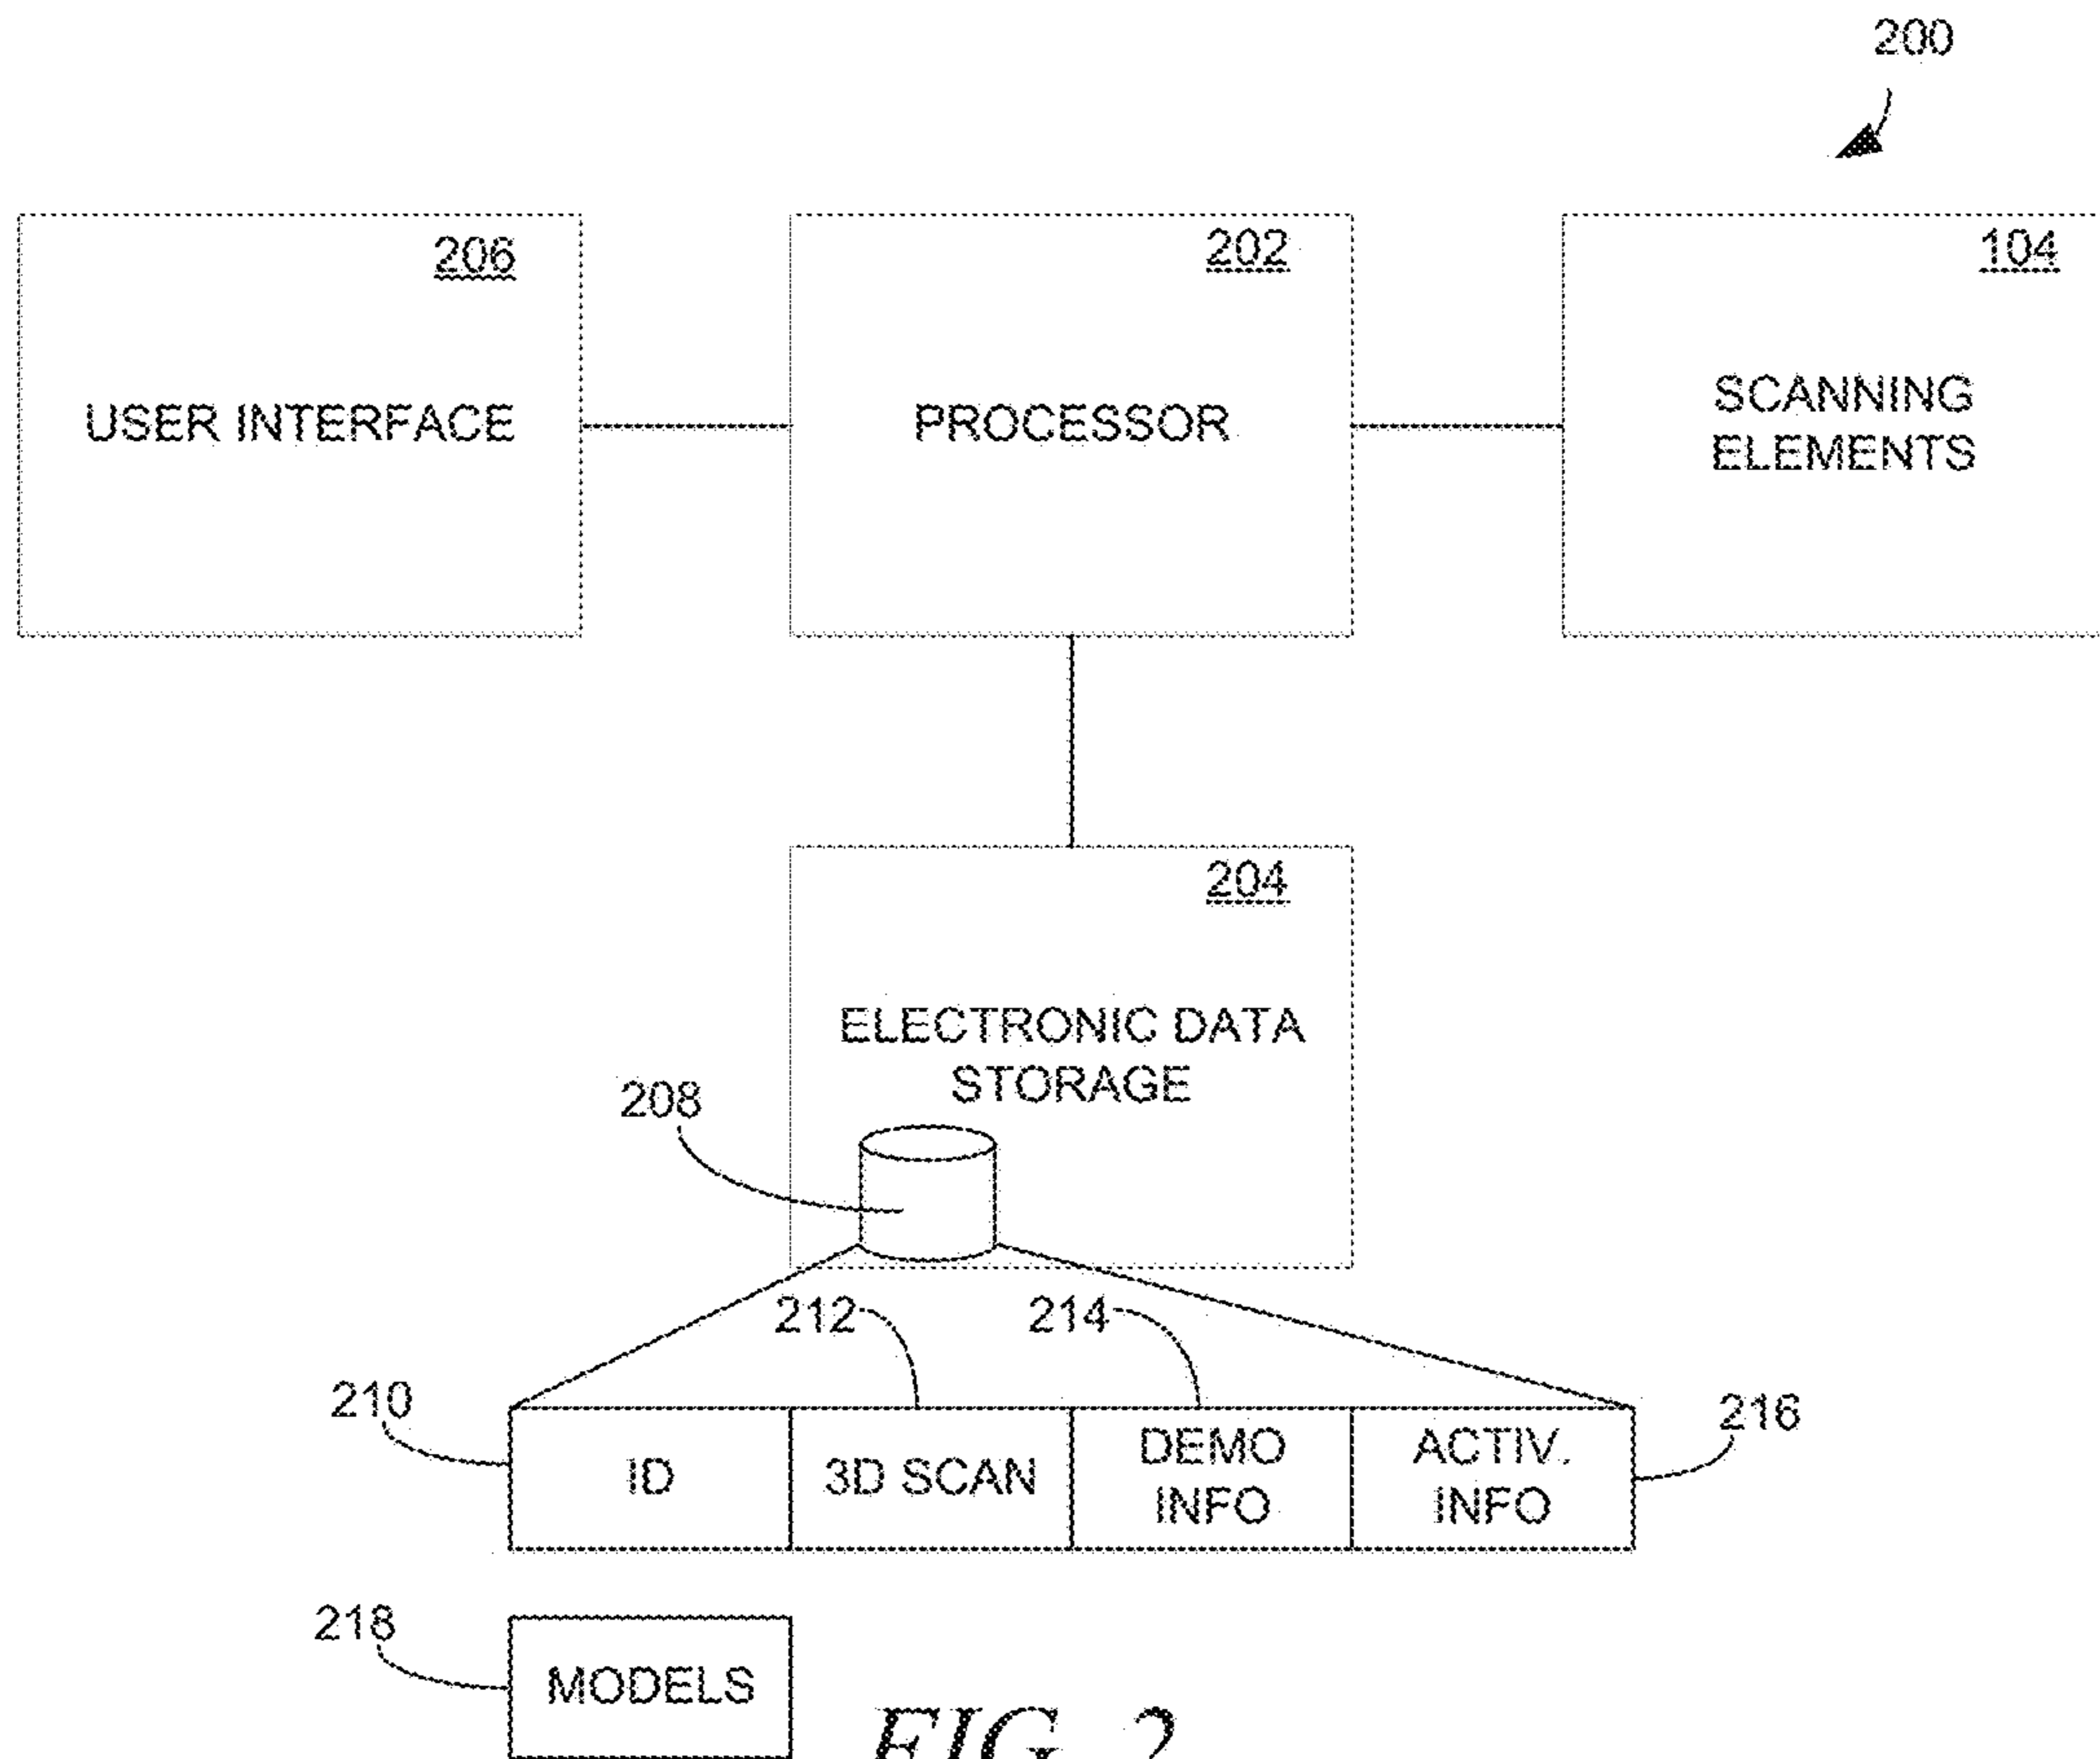 200
206
202
104
USER INTERFACE
PROCESSOR
SCANNING
ELEMENTS
204
ELECTRONIC DATA
STORAGE
208
212
214
210
216
ID
3D SCAN
DEMO
INFO
ACTIV.
INFO
218
MODELS
FIG. 2